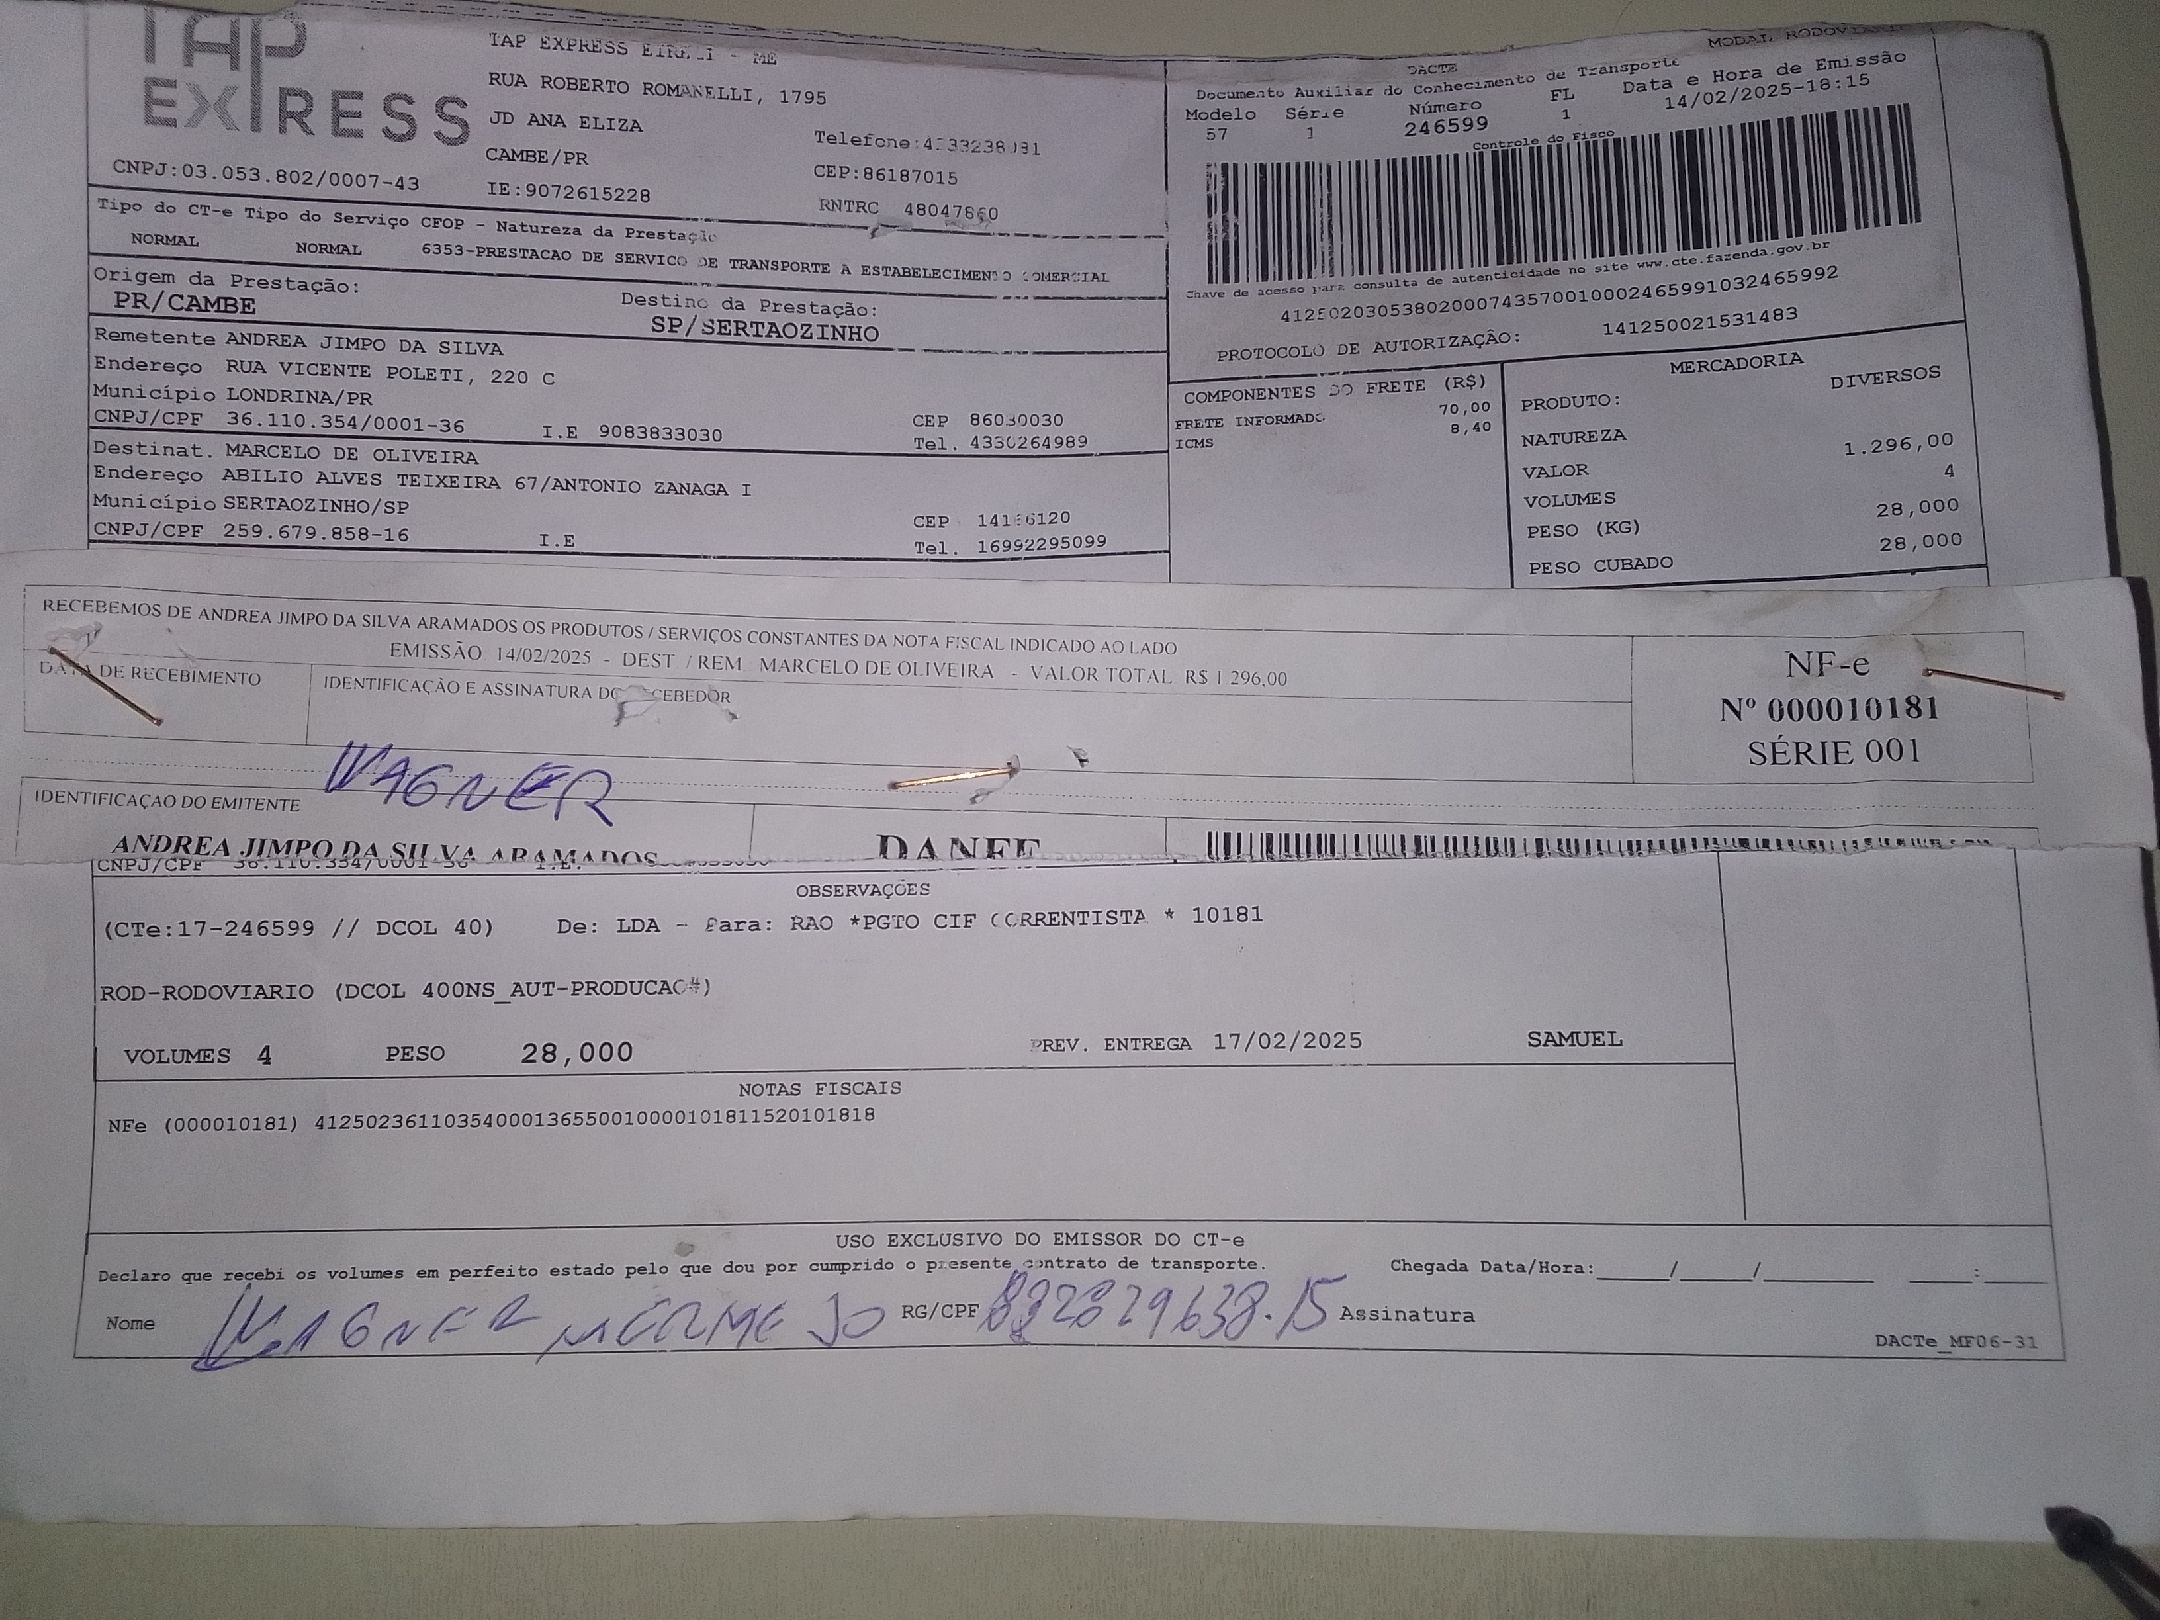 TAP
EXPRESS
TAP EXPRESS EIRELI - ME
RUA ROBERTO ROMANELLI, 1795
JD ANA ELIZA
CAMBE/PR
CEP:86187015
CNPJ:03.053.802/0007-43
IE:9072615228
RNTRC 48047860
MODAL RODOVIARIO
DACTE
Documento Auxiliar do Conhecimento de Transporte
Modelo Série Número FL Data e Hora de Emissão
57 1 246599 1 14/02/2025-18:15
Controle do Fisco
Chave de acesso para consulta de autenticidade no site www.cte.fazenda.gov.br
41250203053802000743570010002465991032465992
PROTOCOLO DE AUTORIZAÇÃO: 141250021531483
Tipo do CT-e Tipo do Serviço CFOP - Natureza da Prestação
NORMAL NORMAL 6353-PRESTACAO DE SERVICO DE TRANSPORTE A ESTABELECIMENTO COMERCIAL
Origem da Prestação: Destino da Prestação:
PR/CAMBE SP/SERTAOZINHO
Remetente ANDREA JIMPO DA SILVA
Endereço RUA VICENTE POLETI, 220 C
Município LONDRINA/PR CEP 86030030
CNPJ/CPF 36.110.354/0001-36 I.E 9083833030 Tel. 4330264989
Destinat. MARCELO DE OLIVEIRA
Endereço ABILIO ALVES TEIXEIRA 67/ANTONIO ZANAGA I
Município SERTAOZINHO/SP CEP
CNPJ/CPF 259.679.858-16 I.E Tel. 16992295099
COMPONENTES DO FRETE (R$)
FRETE INFORMADO 70,00
ICMS 8,40
MERCADORIA
PRODUTO: DIVERSOS
NATUREZA
VALOR 1.296,00
VOLUMES 4
PESO (KG) 28,000
PESO CUBADO 28,000
RECEBEMOS DE ANDREA JIMPO DA SILVA ARAMADOS OS PRODUTOS / SERVIÇOS CONSTANTES DA NOTA FISCAL INDICADO AO LADO
EMISSÃO 14/02/2025 - DEST / REM MARCELO DE OLIVEIRA - VALOR TOTAL R$ 1 296,00
DATA DE RECEBIMENTO
IDENTIFICAÇÃO E ASSINATURA DO RECEBEDOR
NF-e
Nº 000010181
SÉRIE 001
WAGNER
IDENTIFICAÇAO DO EMITENTE
ANDREA JIMPO DA SILVA ARAMADOS
DANFE
CNPJ/CPF 36.110.354/0001-36 I.E.
OBSERVAÇÕES
(CTe:17-246599 // DCOL 40) De: LDA - Para: RAO *PGTO CIF CORRENTISTA * 10181
ROD-RODOVIARIO (DCOL 400NS_AUT-PRODUCAO#)
VOLUMES 4 PESO 28,000 PREV. ENTREGA 17/02/2025 SAMUEL
NOTAS FISCAIS
NFe (000010181) 41250236110354000136550010000101811520101818
USO EXCLUSIVO DO EMISSOR DO CT-e
Declaro que recebi os volumes em perfeito estado pelo que dou por cumprido o presente contrato de transporte. Chegada Data/Hora:____/____/______ ____:____
Nome WAGNER RG/CPF Assinatura
DACTe_MF06-31